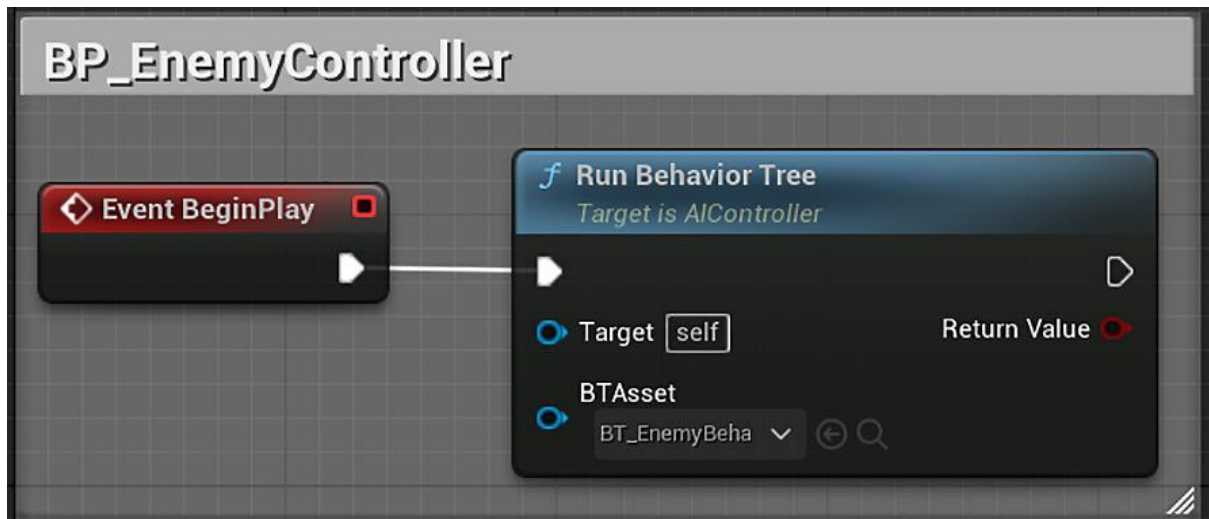 BP_EnemyController
Event BeginPlay
f Run Behavior Tree
Target is AIController
Target self
Return Value
BTAsset
BT_EnemyBeha